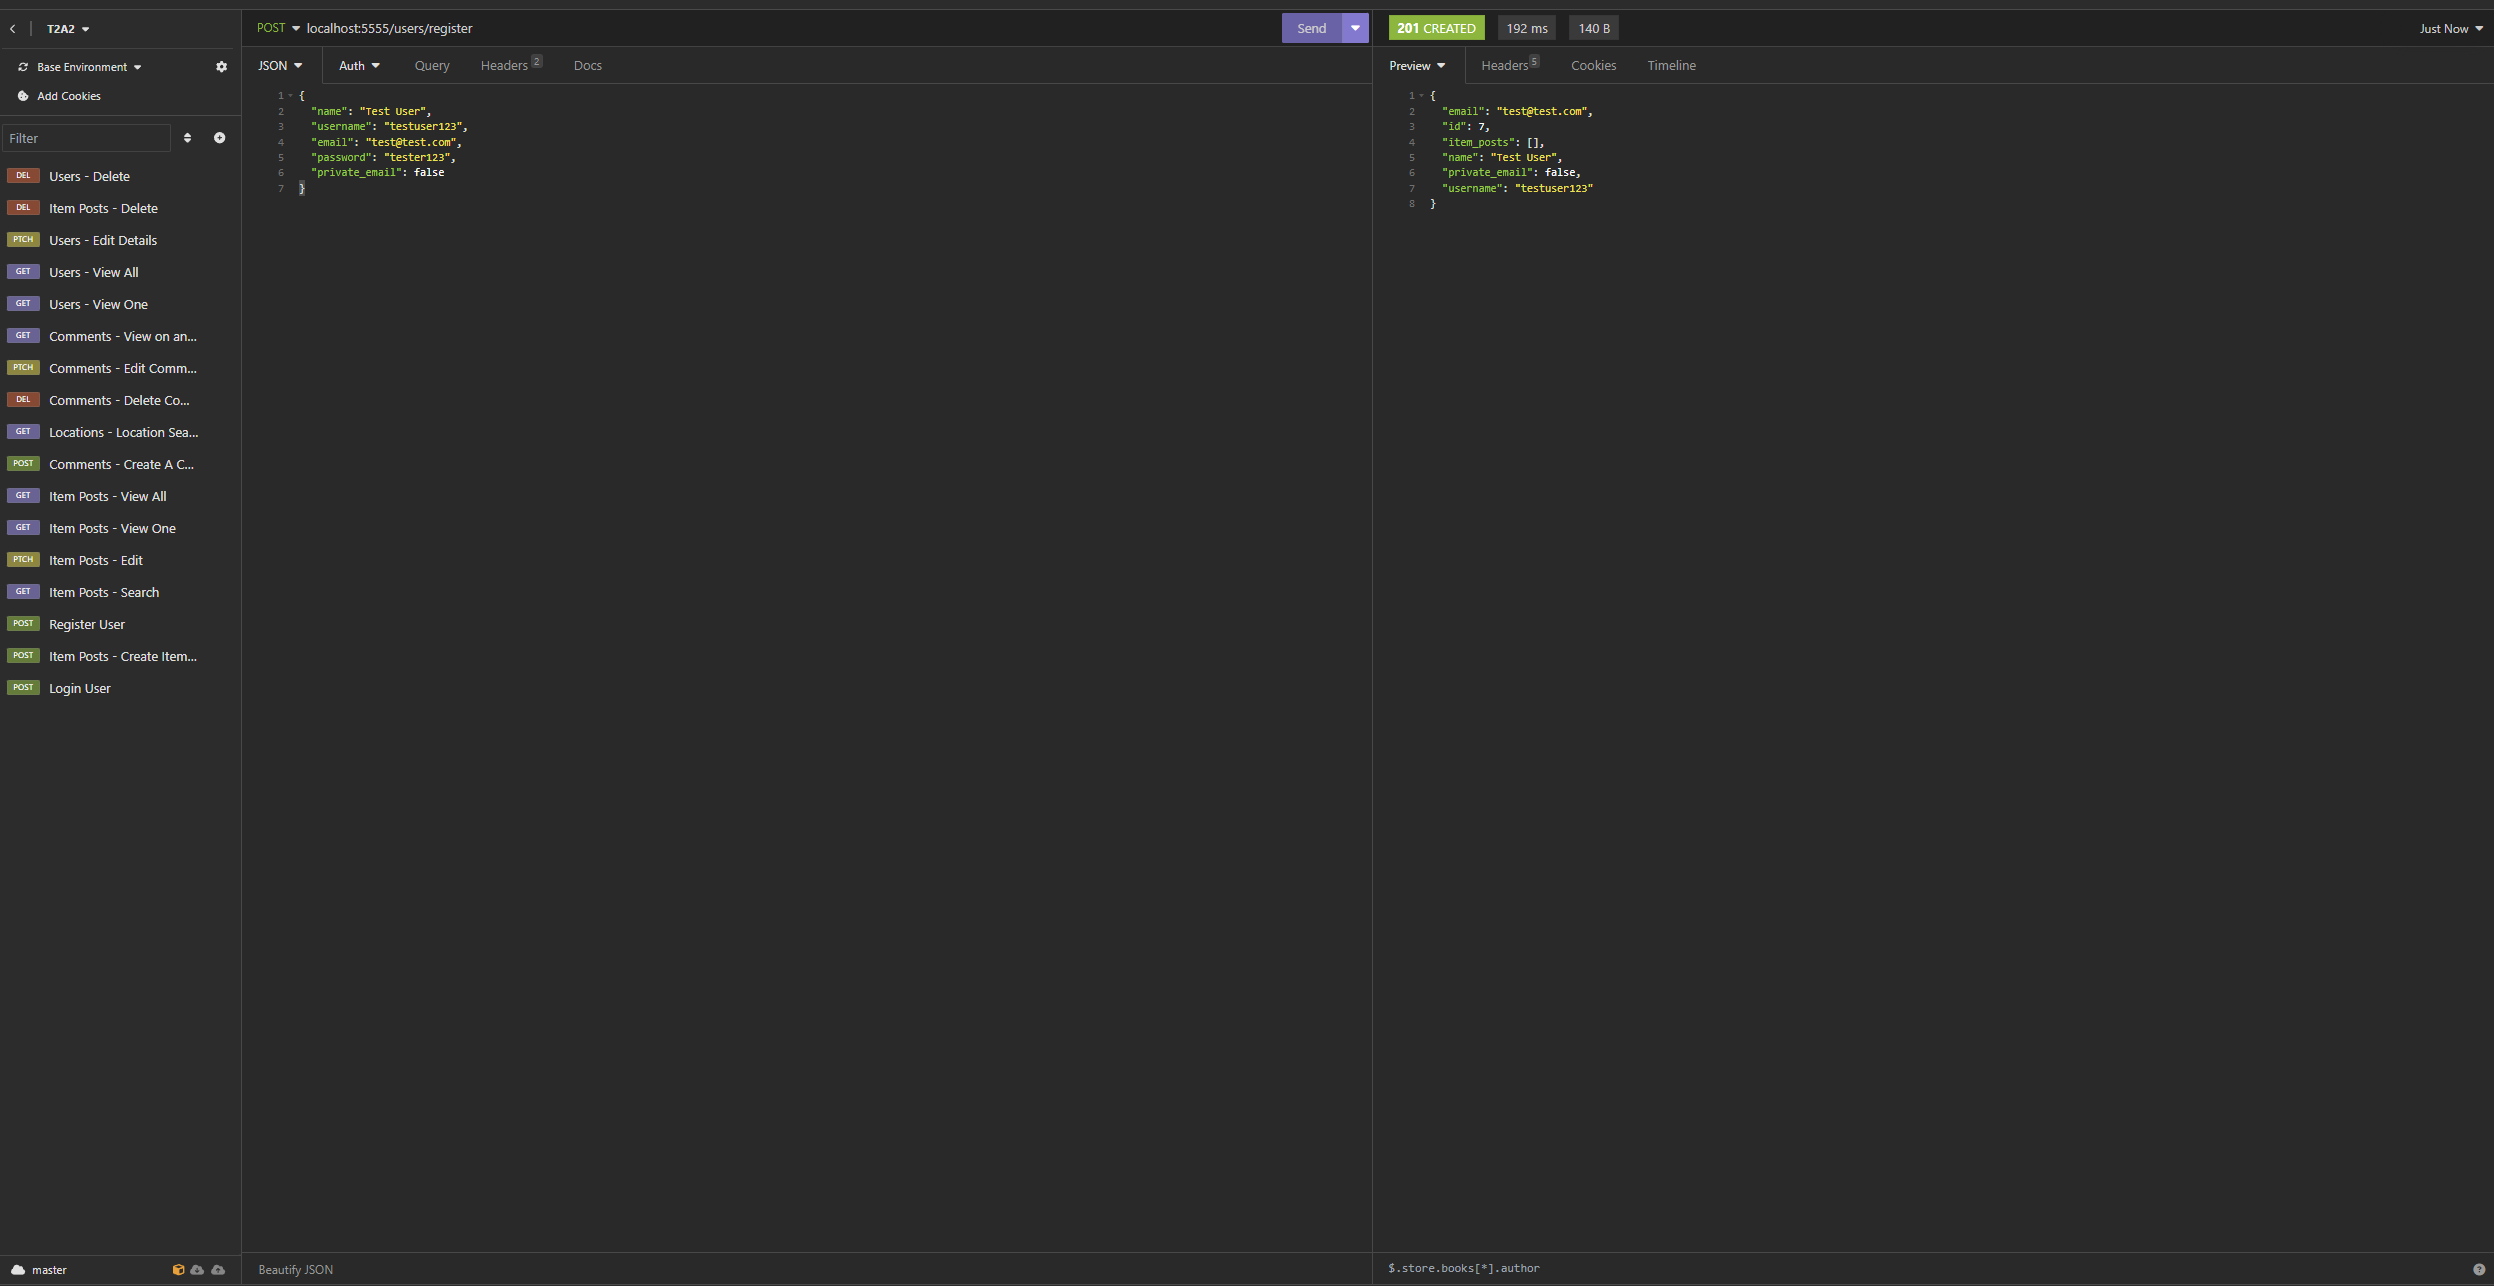 T2A2
Base Environment
Add Cookies
Filter
DEL Users - Delete
DEL Item Posts - Delete
PTCH Users - Edit Details
GET Users - View All
GET Users - View One
GET Comments - View on an...
PTCH Comments - Edit Comm...
DEL Comments - Delete Co...
GET Locations - Location Sea...
POST Comments - Create A C...
GET Item Posts - View All
GET Item Posts - View One
PTCH Item Posts - Edit
GET Item Posts - Search
POST Register User
POST Item Posts - Create Item...
POST Login User
master
POST localhost:5555/users/register Send
JSON Auth Query Headers 2 Docs
1 {
2 "name": "Test User",
3 "username": "testuser123",
4 "email": "test@test.com",
5 "password": "tester123",
6 "private_email": false
7 }
Beautify JSON
201 CREATED 192 ms 140 B Just Now
Preview Headers 5 Cookies Timeline
1 {
2 "email": "test@test.com",
3 "id": 7,
4 "item_posts": [],
5 "name": "Test User",
6 "private_email": false,
7 "username": "testuser123"
8 }
$.store.books[*].author